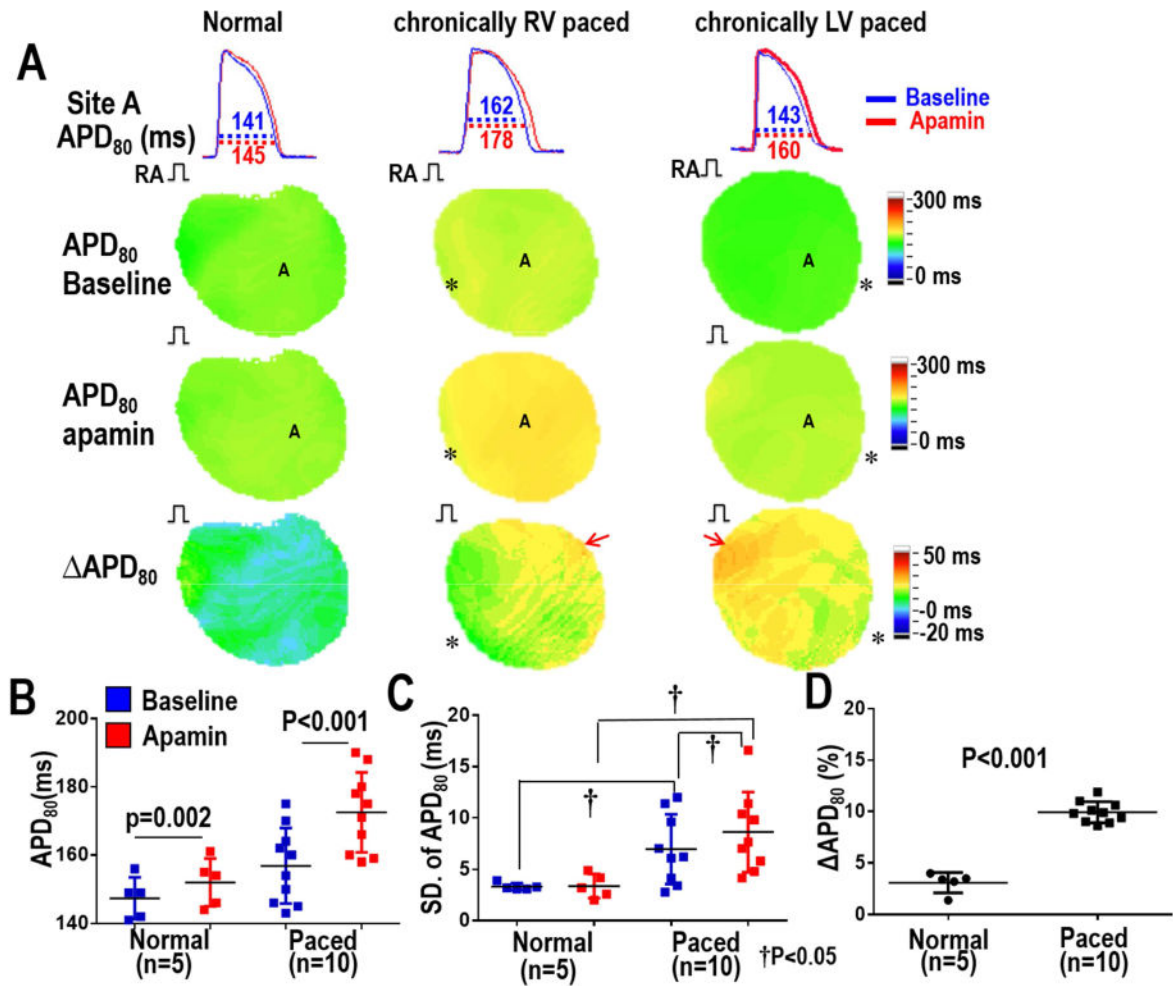 Normal
chronically RV paced
chronically LV paced
A
Site A
APD80 (ms)
141
145
162
178
143
160
Baseline
Apamin
RA
RA
RA
APD80
Baseline
A
A
*
A
*
300 ms
0 ms
APD80
apamin
A
A
*
A
*
300 ms
0 ms
ΔAPD80
*
*
50 ms
-0 ms
-20 ms
B
Baseline
Apamin
APD80(ms)
200
180
160
140
p=0.002
P<0.001
Normal
(n=5)
Paced
(n=10)
C
SD. of APD80 (ms)
20
15
10
5
0
†
†
†
Normal
(n=5)
Paced
(n=10)
†P<0.05
D
ΔAPD80 (%)
20
15
10
5
0
P<0.001
Normal
(n=5)
Paced
(n=10)